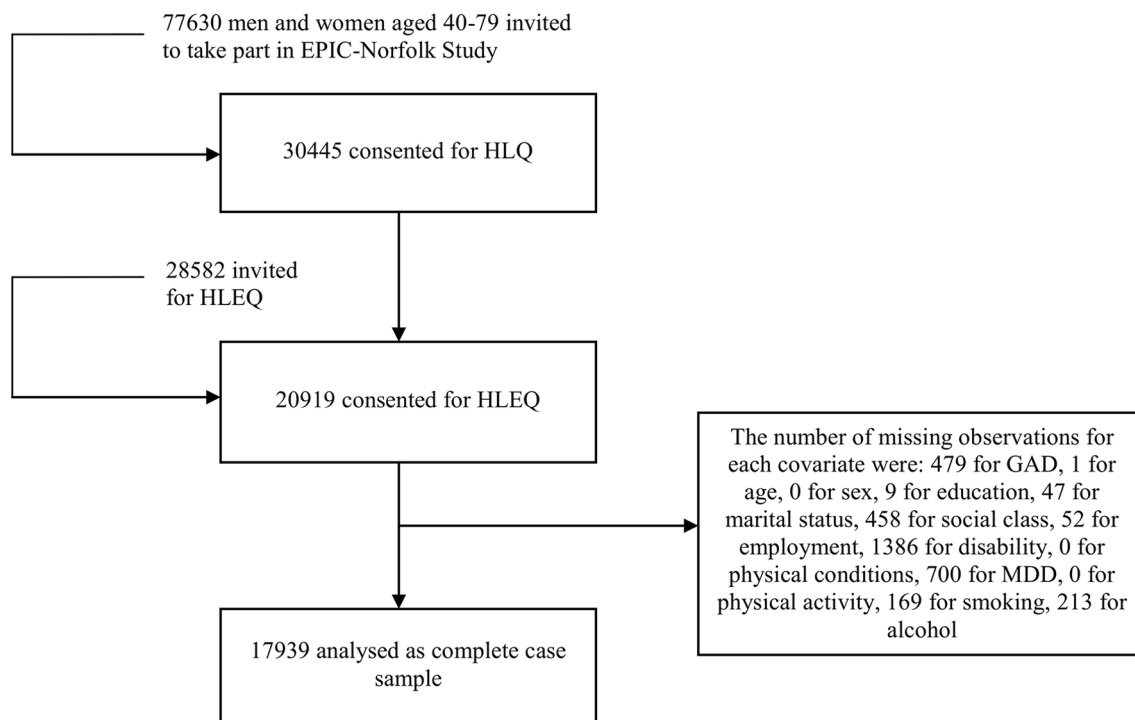 77630 men and women aged 40-79 invited
to take part in EPIC-Norfolk Study
30445 consented for HLQ
28582 invited
for HLEQ
20919 consented for HLEQ
The number of missing observations for
each covariate were: 479 for GAD, 1 for
age, 0 for sex, 9 for education, 47 for
marital status, 458 for social class, 52 for
employment, 1386 for disability, 0 for
physical conditions, 700 for MDD, 0 for
physical activity, 169 for smoking, 213 for
alcohol
17939 analysed as complete case
sample